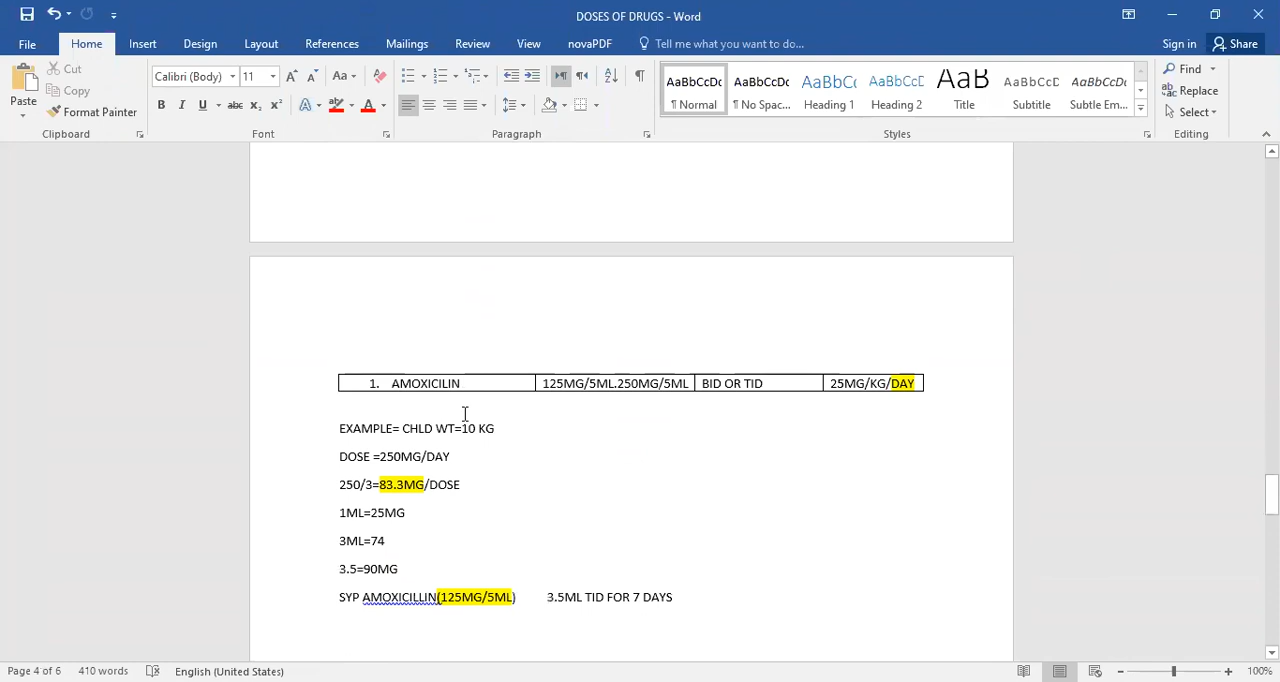 DOSES OF DRUGS - Word
File Home Insert Design Layout References Mailings Review View novaPDF Tell me what you want to do... Sign in Share
Paste Cut Copy Format Painter
Calibri (Body) 11 Aa
B I U abc X₂ X² A A
AaBbCcDc AaBbCcDc AaBbCc AaBbCcD AaB AaBbCcD AaBbCcDc
¶ Normal ¶ No Spac... Heading 1 Heading 2 Title Subtitle Subtle Em...
Find
Replace
Select
Clipboard Font Paragraph Styles Editing
1. AMOXICILIN 125MG/5ML.250MG/5ML BID OR TID 25MG/KG/DAY
EXAMPLE= CHLD WT=10 KG
DOSE =250MG/DAY
250/3=83.3MG/DOSE
1ML=25MG
3ML=74
3.5=90MG
SYP AMOXICILLIN(125MG/5ML) 3.5ML TID FOR 7 DAYS
Page 4 of 6 410 words English (United States) 100%